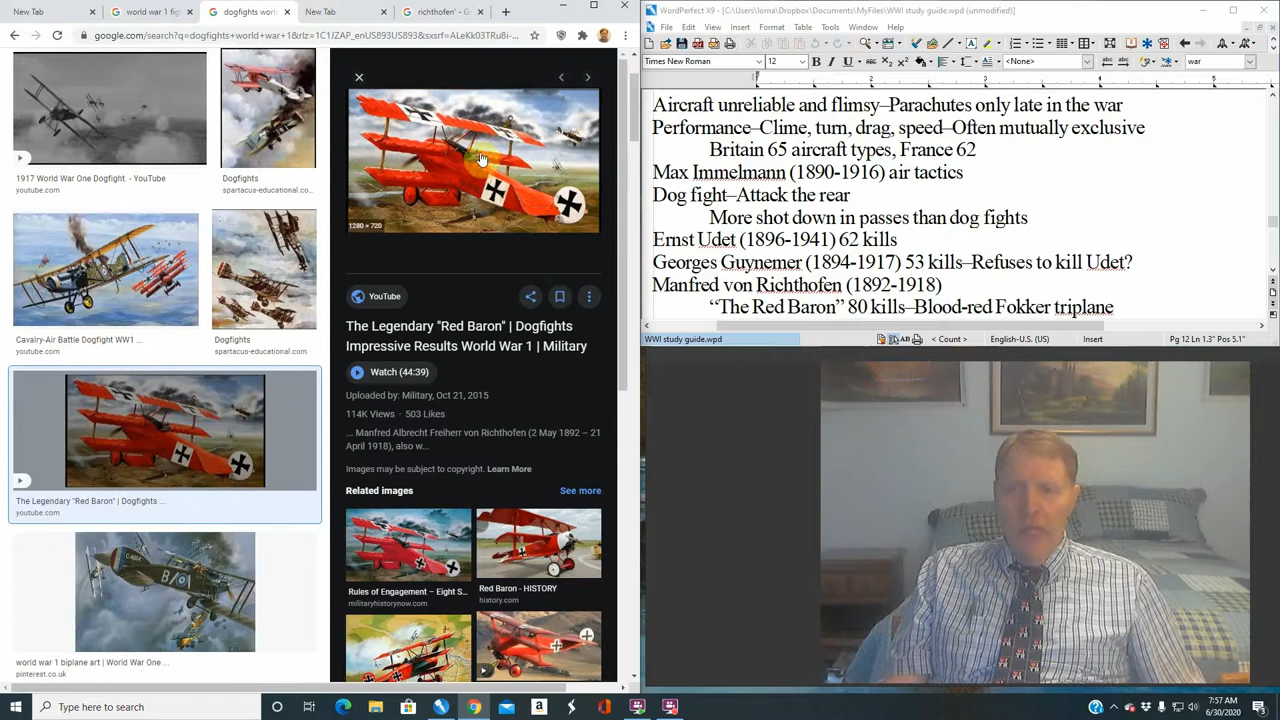 New Tab
world war 1 fig
dogfights worl
New Tab
richthofen' - Go
google.com/search?q=dogfights+world+war+1&rlz=1C1JZAP_enUS893US893&sxsrf=ALeKk03TRu8i-
1917 World War One Dogfight. - YouTube
youtube.com
Dogfights
spartacus-educational.com
Cavalry-Air Battle Dogfight WW1 ...
youtube.com
Dogfights
spartacus-educational.com
The Legendary "Red Baron" | Dogfights ...
youtube.com
world war 1 biplane art | World War One ...
pinterest.co.uk
1280 × 720
YouTube
The Legendary "Red Baron" | Dogfights
Impressive Results World War 1 | Military
Watch (44:39)
Uploaded by: Military, Oct 21, 2015
114K Views · 503 Likes
... Manfred Albrecht Freiherr von Richthofen (2 May 1892 – 21
April 1918), also w...
Images may be subject to copyright. Learn More
Related images
See more
Rules of Engagement – Eight S...
militaryhistorynow.com
Red Baron - HISTORY
history.com
WordPerfect X9 - [C:\Users\lorna\Dropbox\Documents\MyFiles\WWI study guide.wpd (unmodified)]
File Edit View Insert Format Table Tools Window Help
Times New Roman 12 <None> war
2 3 4 5
Aircraft unreliable and flimsy–Parachutes only late in the war
Performance–Clime, turn, drag, speed–Often mutually exclusive
Britain 65 aircraft types, France 62
Max Immelmann (1890-1916) air tactics
Dog fight–Attack the rear
More shot down in passes than dog fights
Ernst Udet (1896-1941) 62 kills
Georges Guynemer (1894-1917) 53 kills–Refuses to kill Udet?
Manfred von Richthofen (1892-1918)
“The Red Baron” 80 kills–Blood-red Fokker triplane
WWI study guide.wpd
AB < Count > English-U.S. (US) Insert Pg 12 Ln 1.3" Pos 5.1"
Type here to search
7:57 AM
6/30/2020